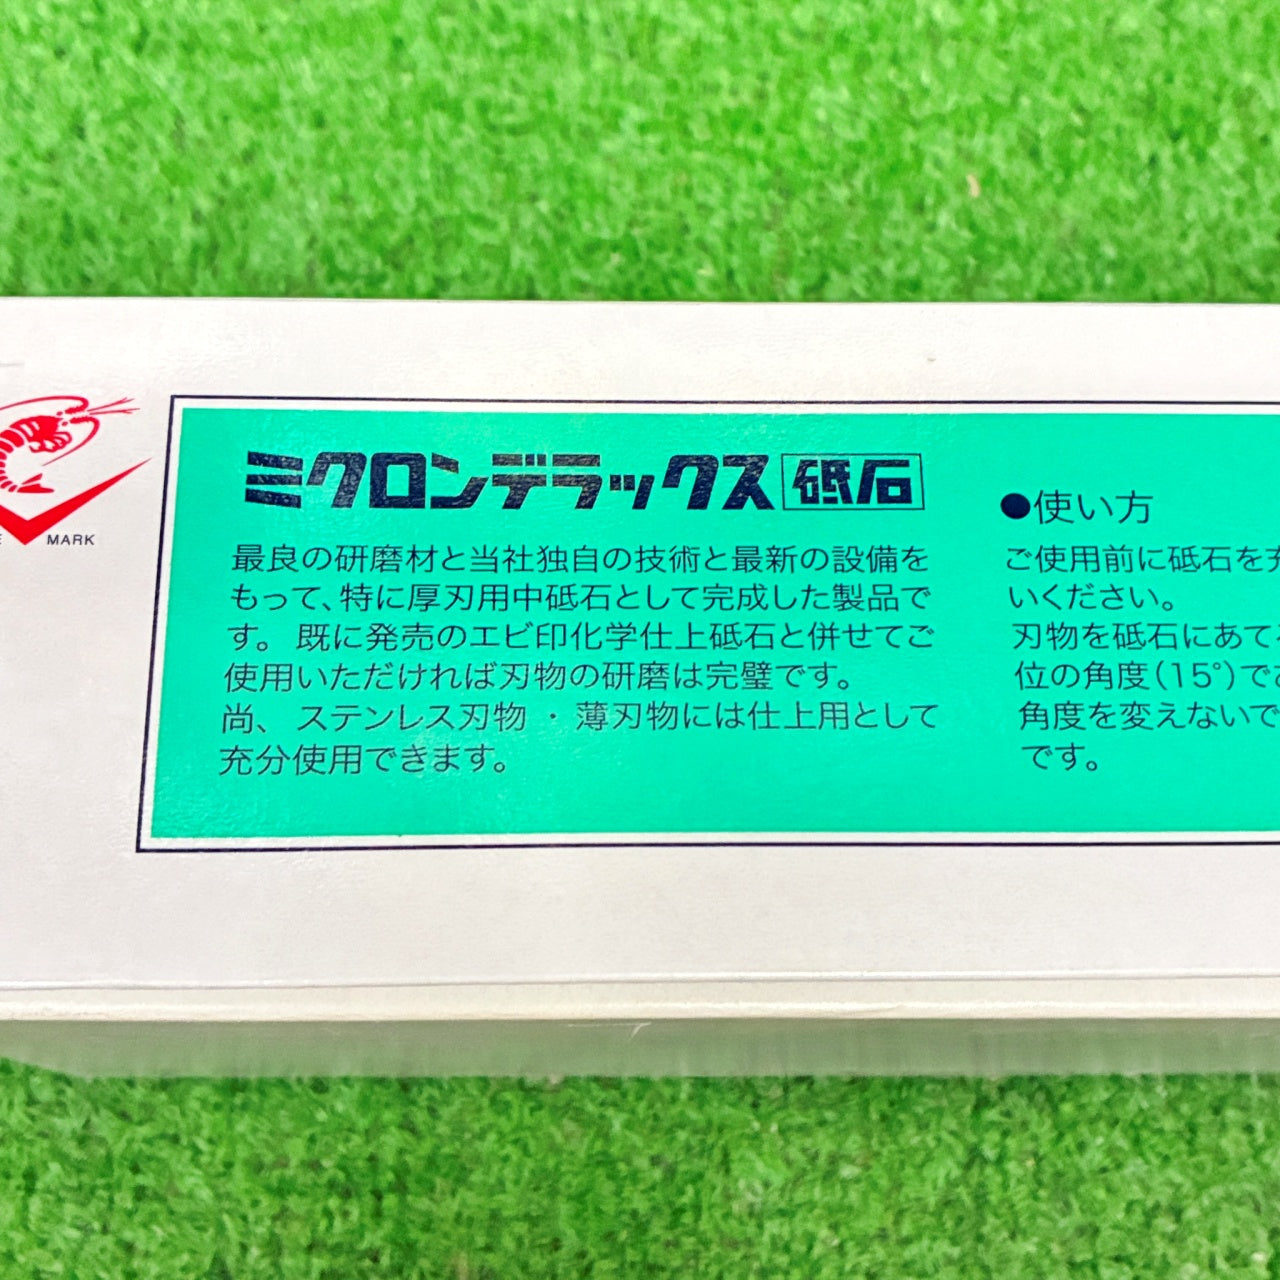 MARK
ミクロンデラックス砥石
最良の研磨材と当社独自の技術と最新の設備を
もって、特に厚刃用中砥石として完成した製品で
す。既に発売のエビ印化学仕上砥石と併せてご
使用いただければ刃物の研磨は完璧です。
尚、ステンレス刃物・薄刃物には仕上用として
充分使用できます。
●使い方
ご使用前に砥石を
いください。
刃物を砥石にあて
位の角度(15°)で
角度を変えないで
です。